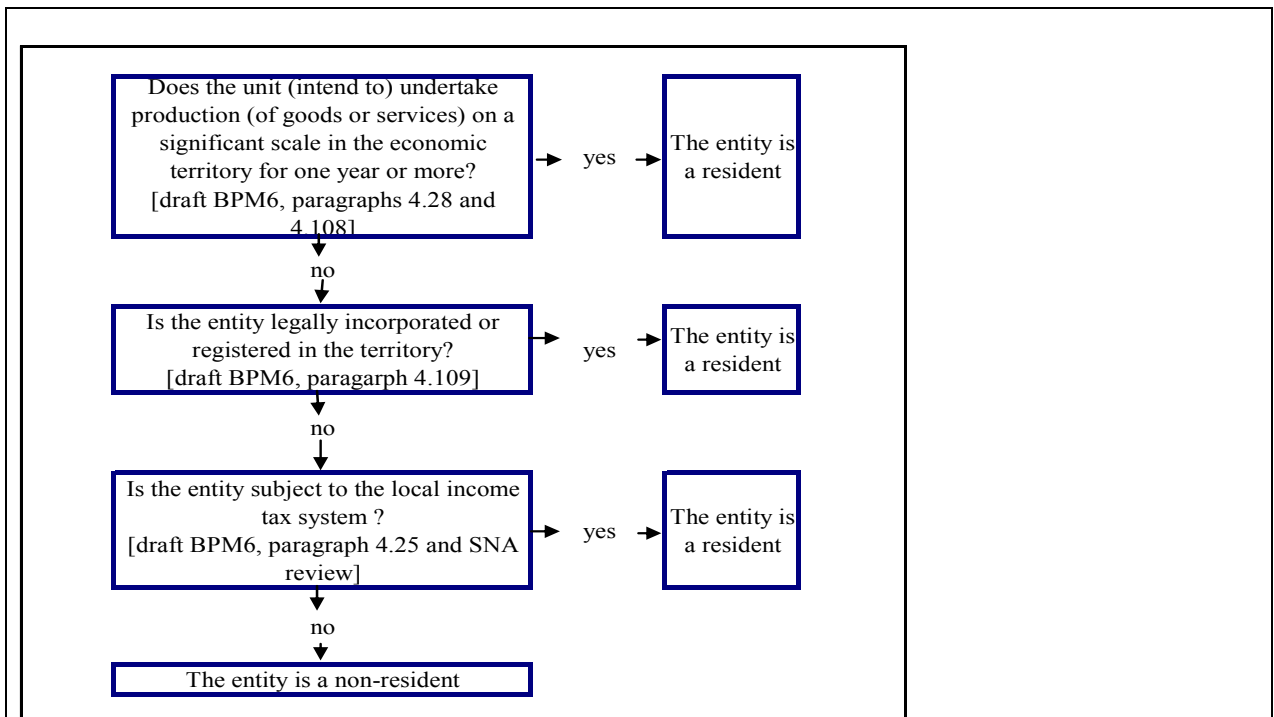 Does the unit (intend to) undertake
production (of goods or services) on a
significant scale in the economic
territory for one year or more?
[draft BPM6, paragraphs 4.28 and
4.108]
yes
The entity is
a resident
no
Is the entity legally incorporated or
registered in the territory?
[draft BPM6, paragarph 4.109]
yes
The entity is
a resident
no
Is the entity subject to the local income
tax system ?
[draft BPM6, paragraph 4.25 and SNA
review]
yes
The entity is
a resident
no
The entity is a non-resident